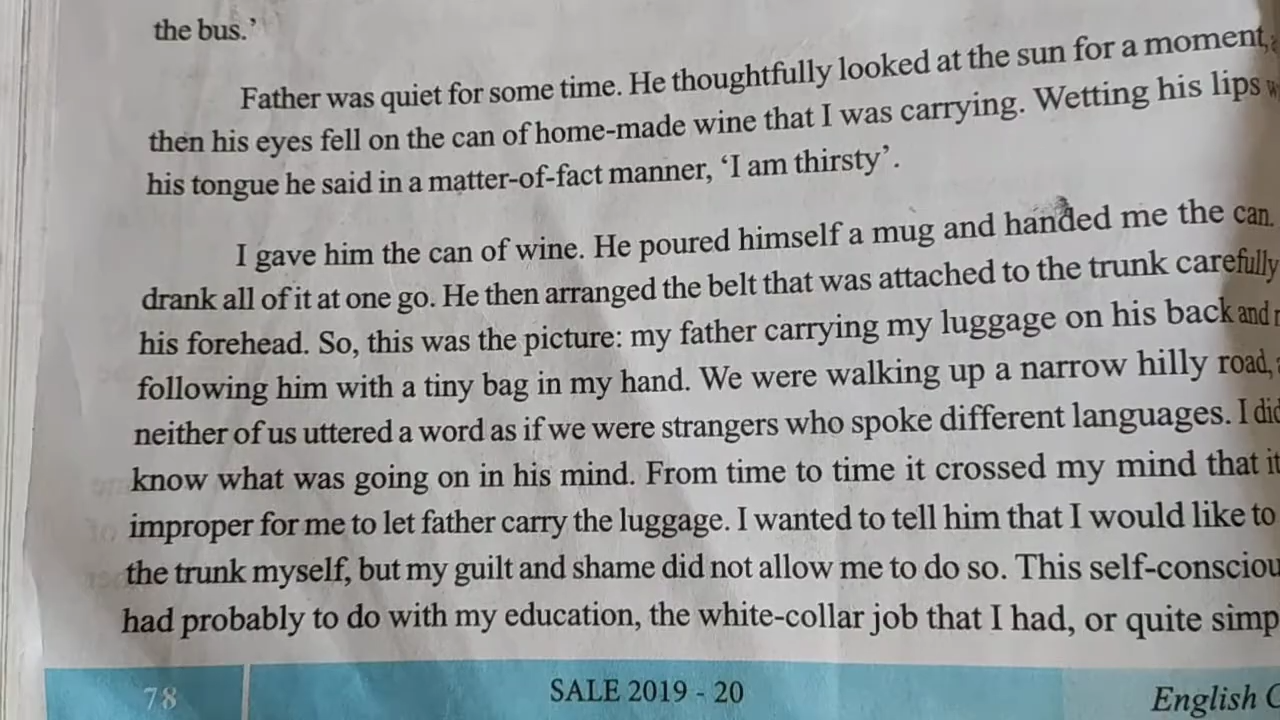 the bus.’
Father was quiet for some time. He thoughtfully looked at the sun for a moment,
then his eyes fell on the can of home-made wine that I was carrying. Wetting his lips
his tongue he said in a matter-of-fact manner, ‘I am thirsty’.
I gave him the can of wine. He poured himself a mug and handed me the can.
drank all of it at one go. He then arranged the belt that was attached to the trunk carefully
his forehead. So, this was the picture: my father carrying my luggage on his back and
following him with a tiny bag in my hand. We were walking up a narrow hilly road,
neither of us uttered a word as if we were strangers who spoke different languages. I
know what was going on in his mind. From time to time it crossed my mind that it
improper for me to let father carry the luggage. I wanted to tell him that I would like to
the trunk myself, but my guilt and shame did not allow me to do so. This
had probably to do with my education, the white-collar job that I had, or quite
78
SALE 2019 - 20
English